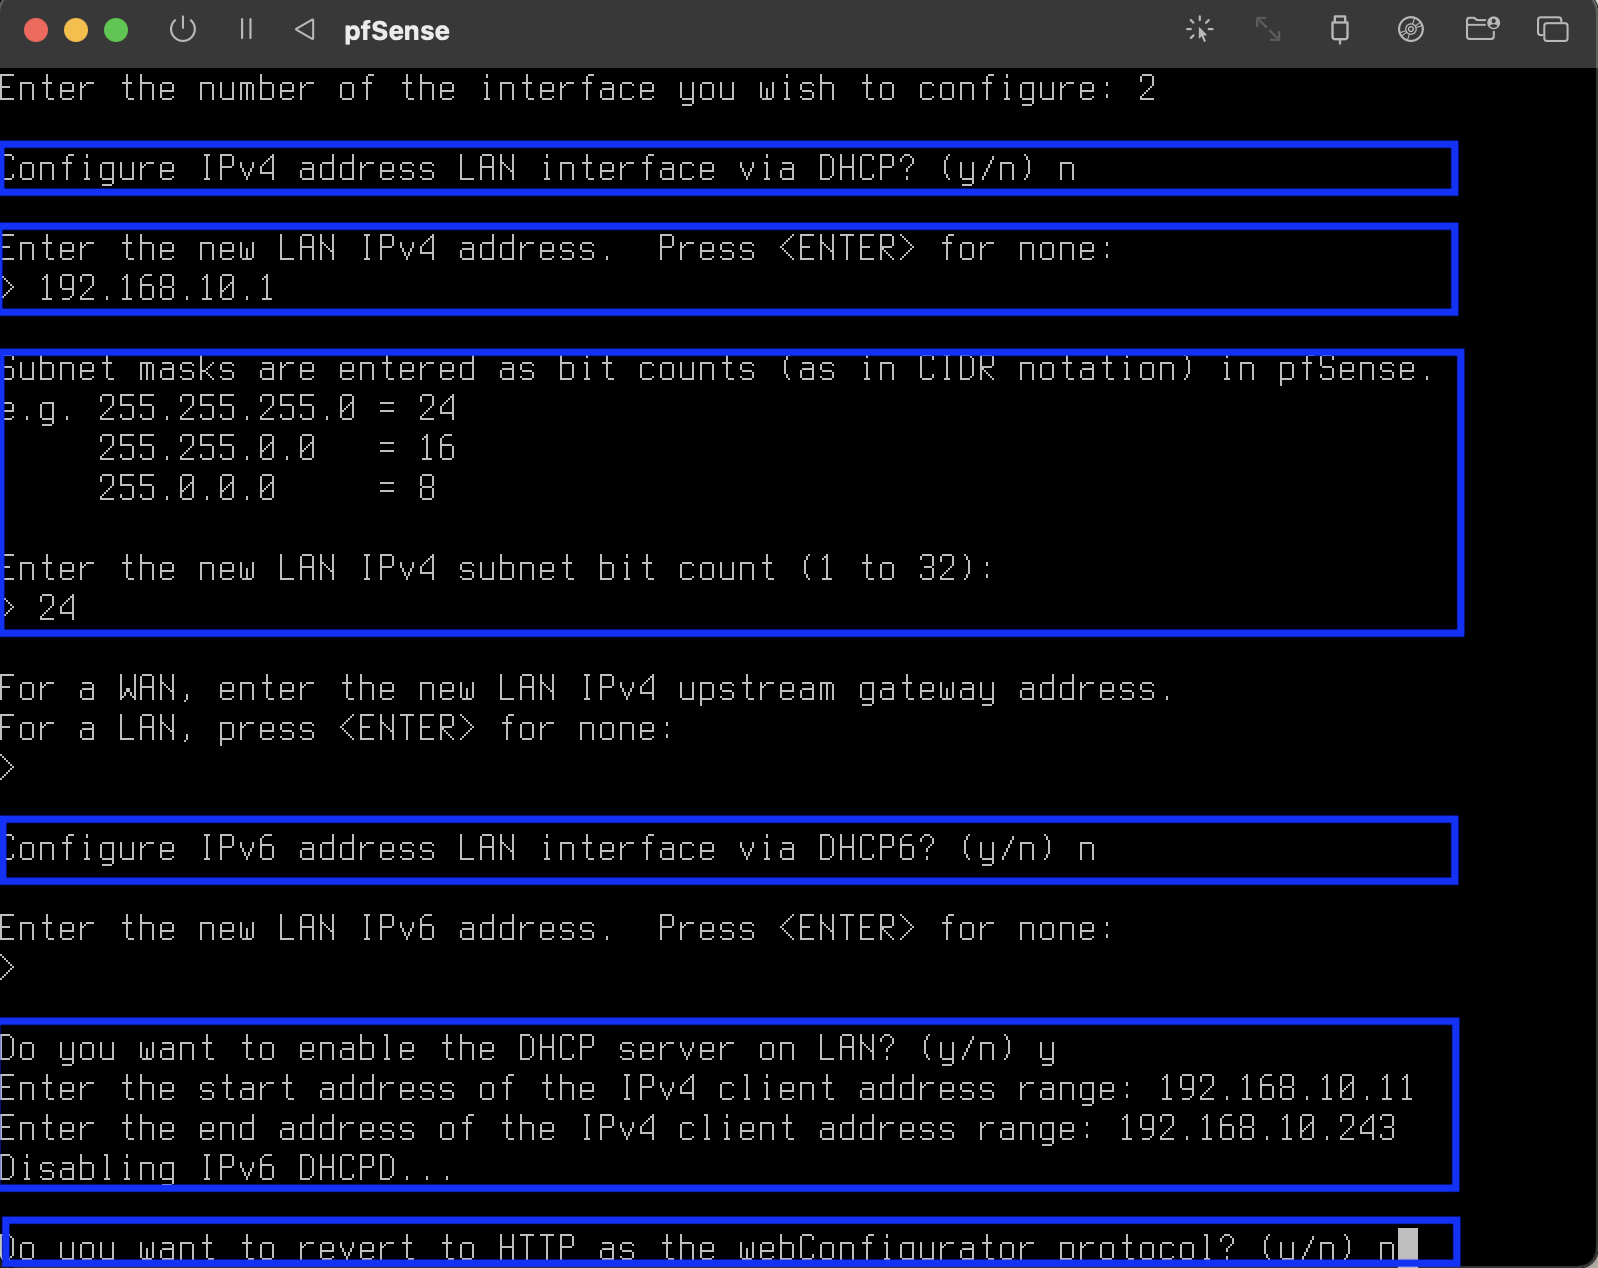 pfSense
Enter the number of the interface you wish to configure: 2
Configure IPv4 address LAN interface via DHCP? (y/n) n
Enter the new LAN IPv4 address.  Press <ENTER> for none:
> 192.168.10.1
Subnet masks are entered as bit counts (as in CIDR notation) in pfSense.
e.g. 255.255.255.0 = 24
     255.255.0.0   = 16
     255.0.0.0     = 8
Enter the new LAN IPv4 subnet bit count (1 to 32):
> 24
For a WAN, enter the new LAN IPv4 upstream gateway address.
For a LAN, press <ENTER> for none:
>
Configure IPv6 address LAN interface via DHCP6? (y/n) n
Enter the new LAN IPv6 address.  Press <ENTER> for none:
>
Do you want to enable the DHCP server on LAN? (y/n) y
Enter the start address of the IPv4 client address range: 192.168.10.11
Enter the end address of the IPv4 client address range: 192.168.10.243
Disabling IPv6 DHCPD...
Do you want to revert to HTTP as the webConfigurator protocol? (y/n) n